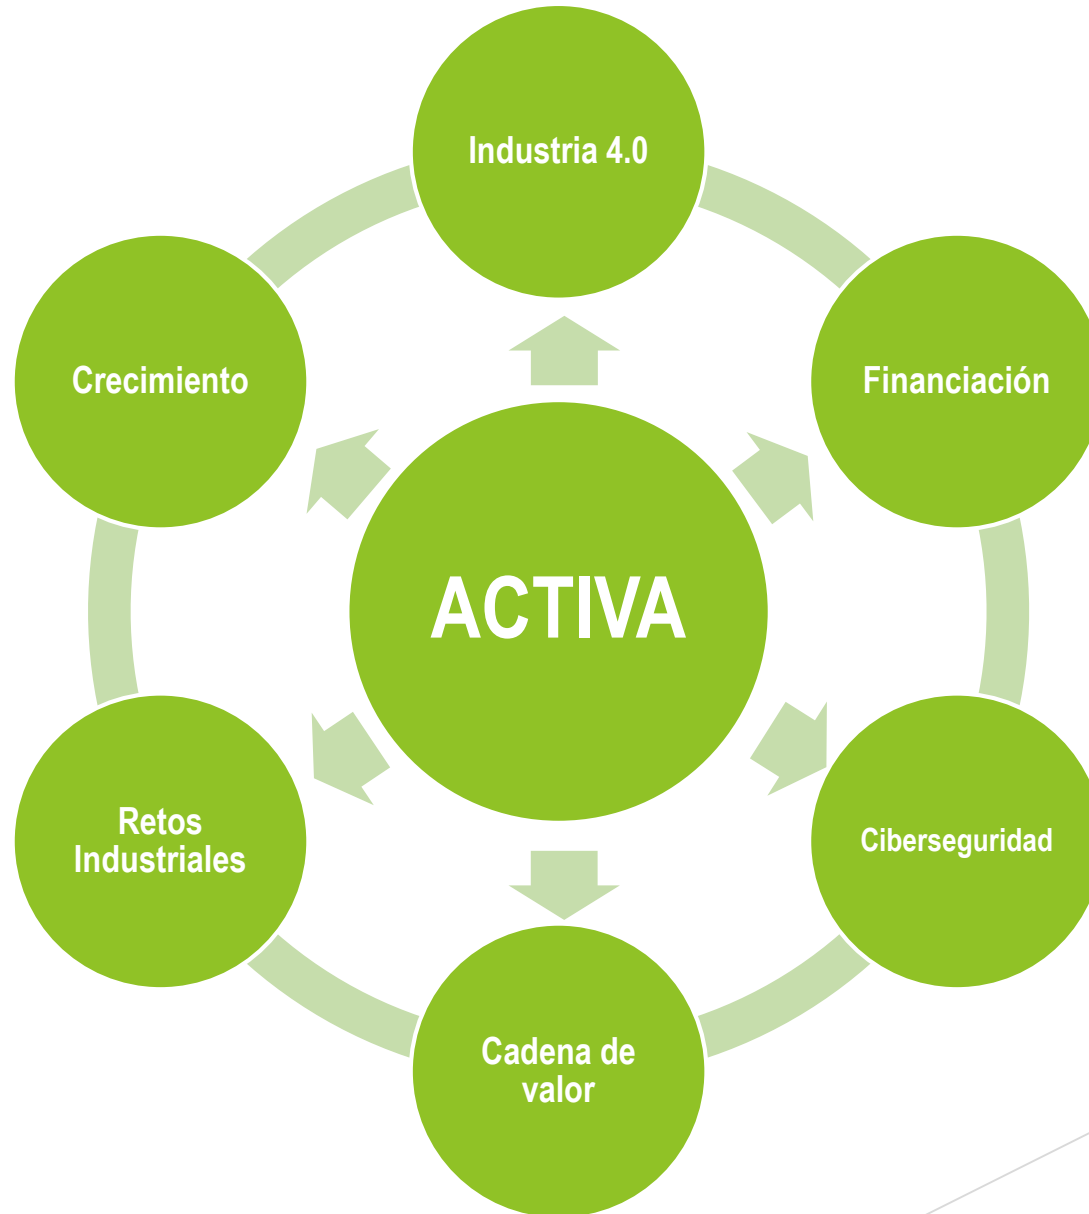 Industria 4.0
Crecimiento
Financiación
ACTIVA
Retos
Industriales
Ciberseguridad
Cadena de
valor